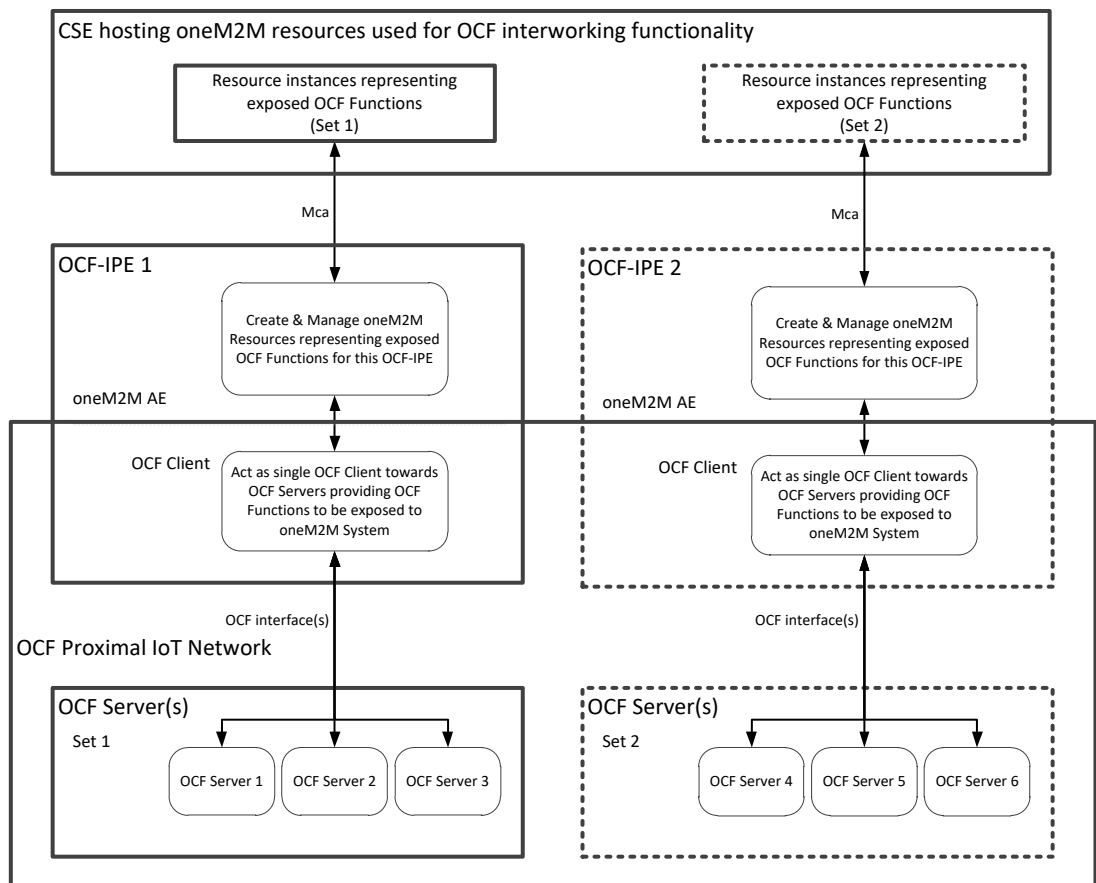 CSE hosting oneM2M resources used for OCF interworking functionality
Resource instances representing
exposed OCF Functions
(Set 1)
Resource instances representing
exposed OCF Functions
(Set 2)
Mca
Mca
OCF-IPE 1
Create & Manage oneM2M
Resources representing exposed
OCF Functions for this OCF-IPE
oneM2M AE
OCF Client
Act as single OCF Client towards
OCF Servers providing OCF
Functions to be exposed to
oneM2M System
OCF-IPE 2
Create & Manage oneM2M
Resources representing exposed
OCF Functions for this OCF-IPE
oneM2M AE
OCF Client
Act as single OCF Client towards
OCF Servers providing OCF
Functions to be exposed to
oneM2M System
OCF interface(s)
OCF interface(s)
OCF Proximal IoT Network
OCF Server(s)
Set 1
OCF Server 1
OCF Server 2
OCF Server 3
OCF Server(s)
Set 2
OCF Server 4
OCF Server 5
OCF Server 6